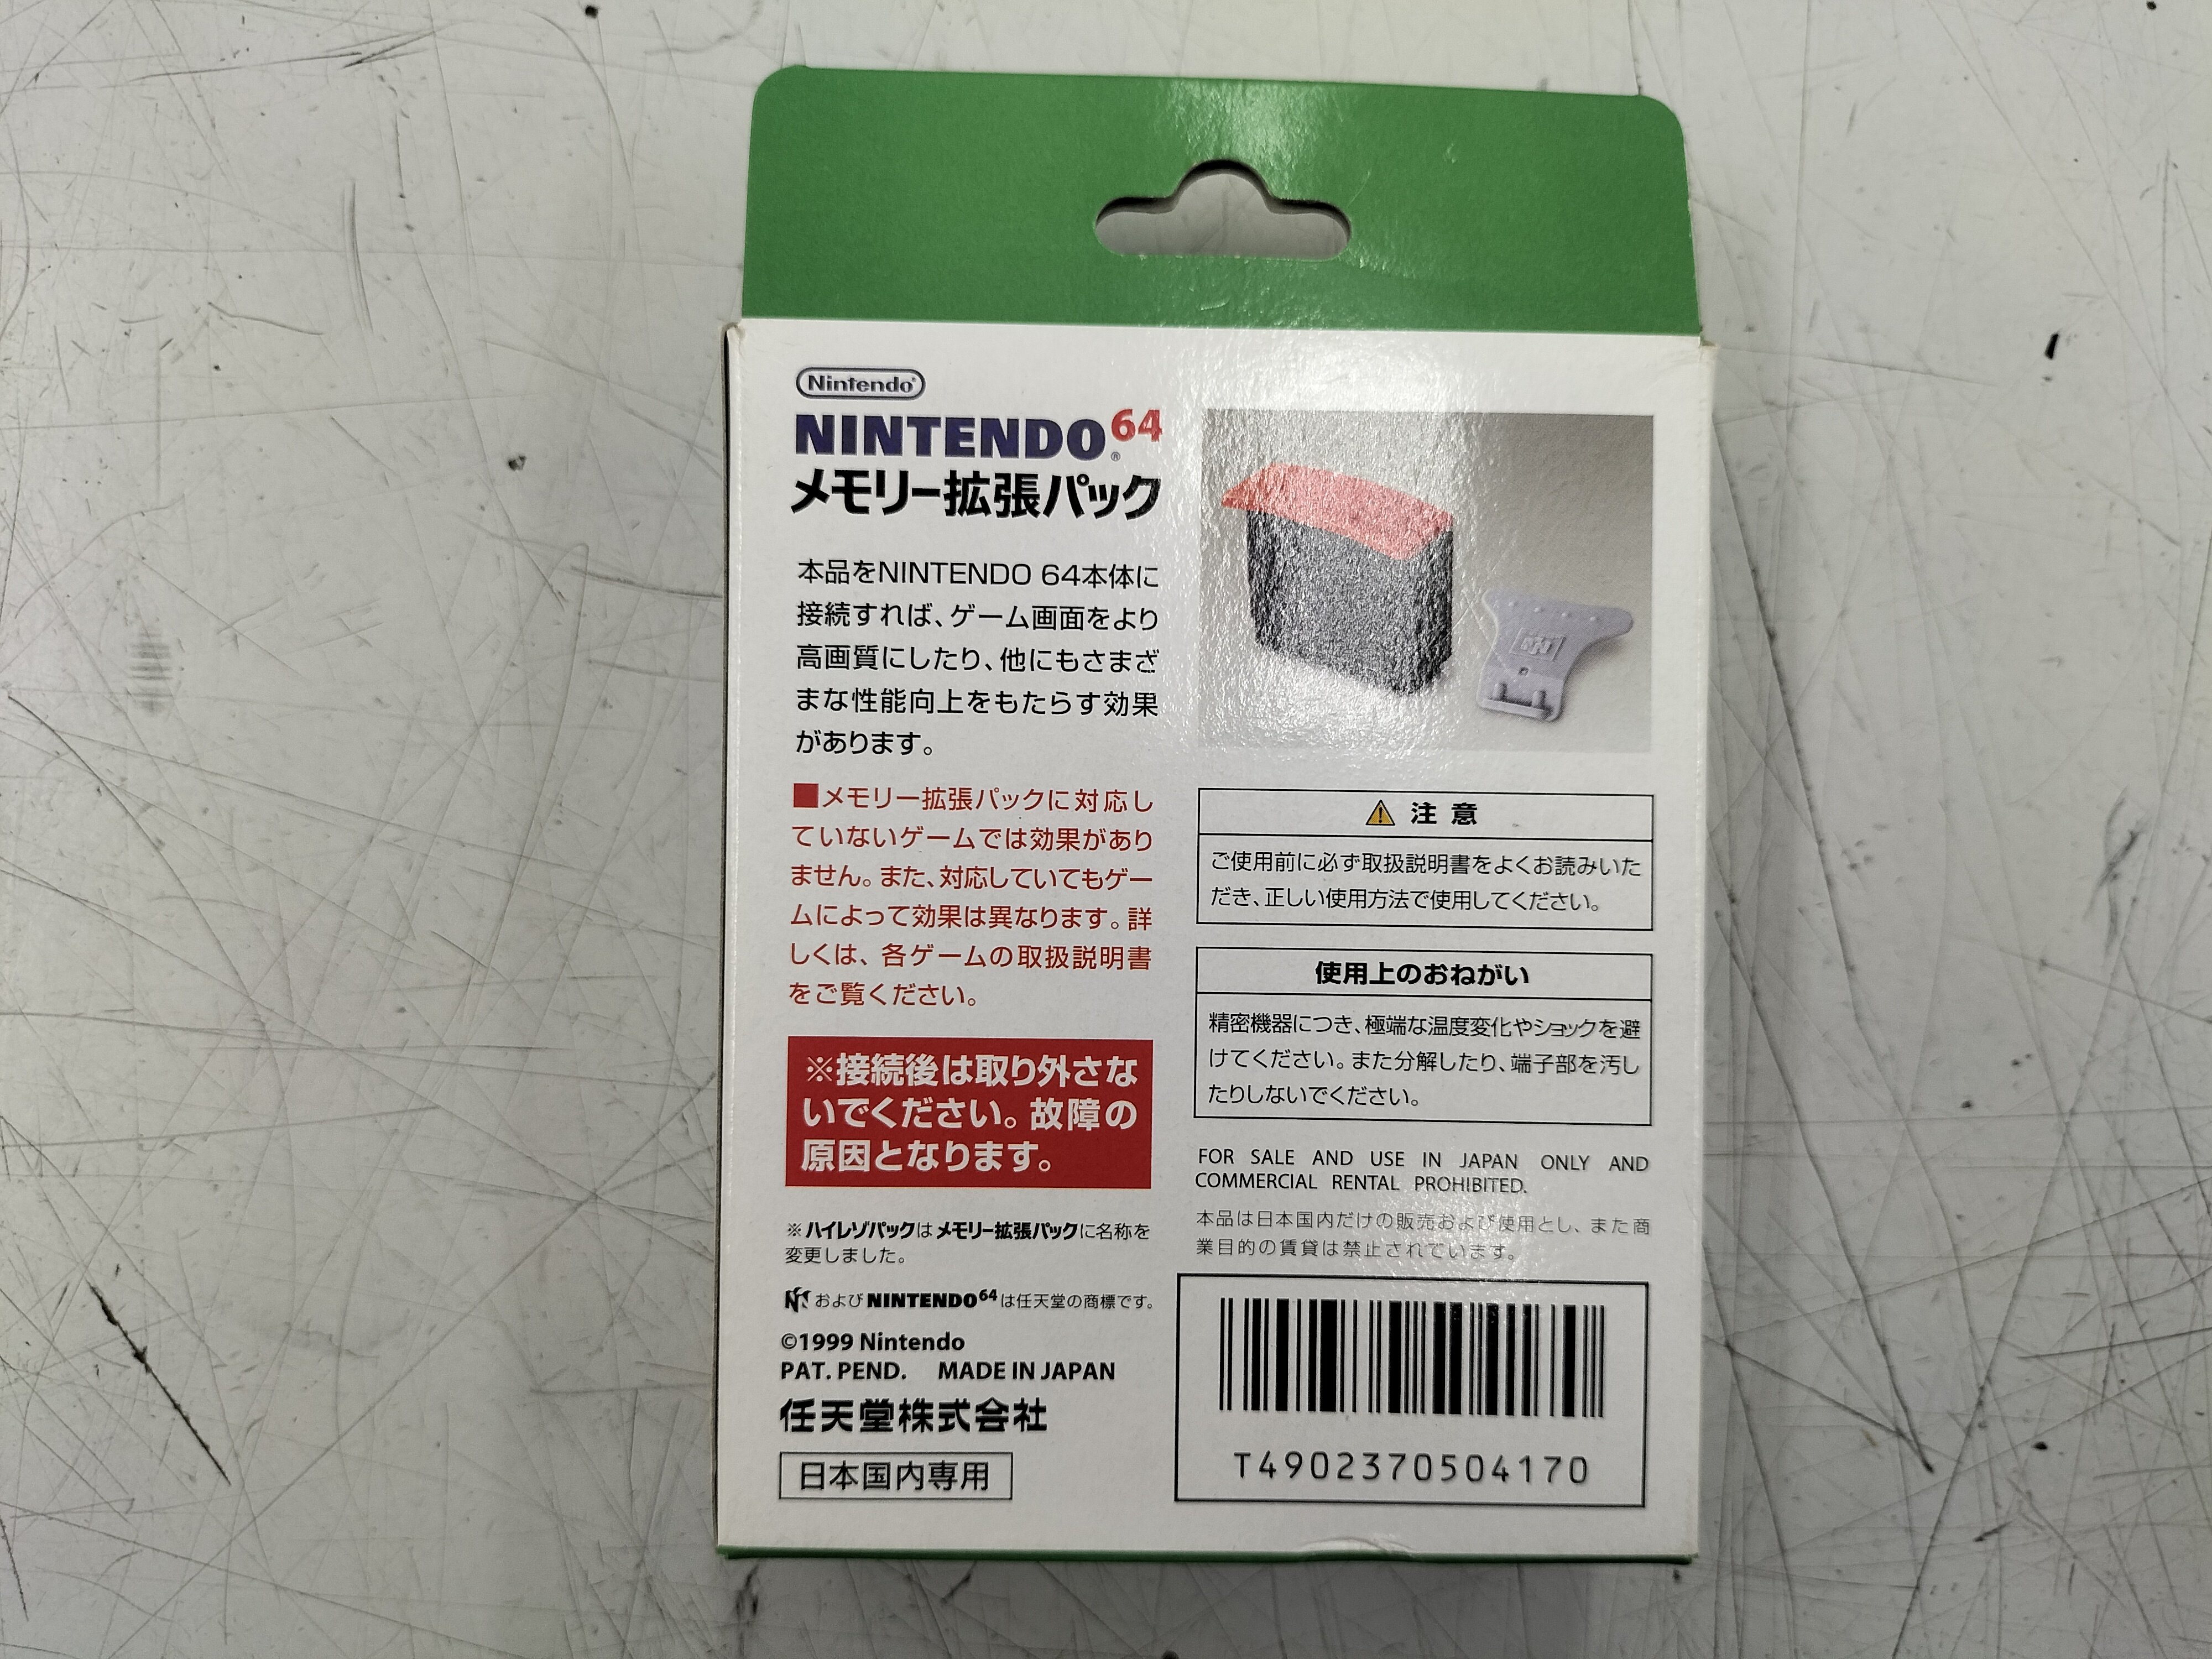 Nintendo®
NINTENDO64®
メモリー拡張パック
本品をNINTENDO 64本体に
接続すれば、ゲーム画面をより
高画質にしたり、他にもさまざ
まな性能向上をもたらす効果
があります。
■メモリー拡張パックに対応し
ていないゲームでは効果があり
ません。また、対応していてもゲー
ムによって効果は異なります。詳
しくは、各ゲームの取扱説明書
をご覧ください。
※接続後は取り外さな
いでください。故障の
原因となります。
※ハイレゾパックはメモリー拡張パックに名称を
変更しました。
およびNINTENDO64は任天堂の商標です。
©1999 Nintendo
PAT. PEND. MADE IN JAPAN
任天堂株式会社
日本国内専用
⚠ 注意
ご使用前に必ず取扱説明書をよくお読みいた
だき、正しい使用方法で使用してください。
使用上のおねがい
精密機器につき、極端な温度変化やショックを避
けてください。また分解したり、端子部を汚し
たりしないでください。
FOR SALE AND USE IN JAPAN ONLY AND
COMMERCIAL RENTAL PROHIBITED.
本品は日本国内だけの販売および使用とし、また商
業目的の賃貸は禁止されています。
T4902370504170